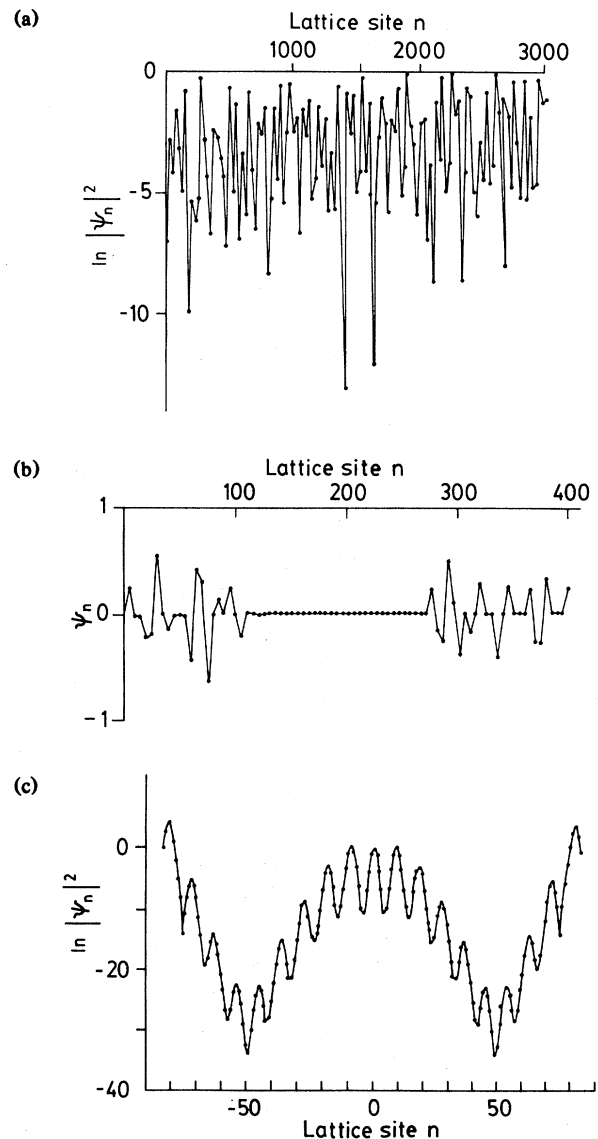 (a)
Lattice site n
1000 2000 3000
0
-5
-10
ln |ψn|²
(b)
Lattice site n
100 200 300 400
1
0
-1
ψn
(c)
0
-20
-40
ln |ψn|²
-50 0 50
Lattice site n